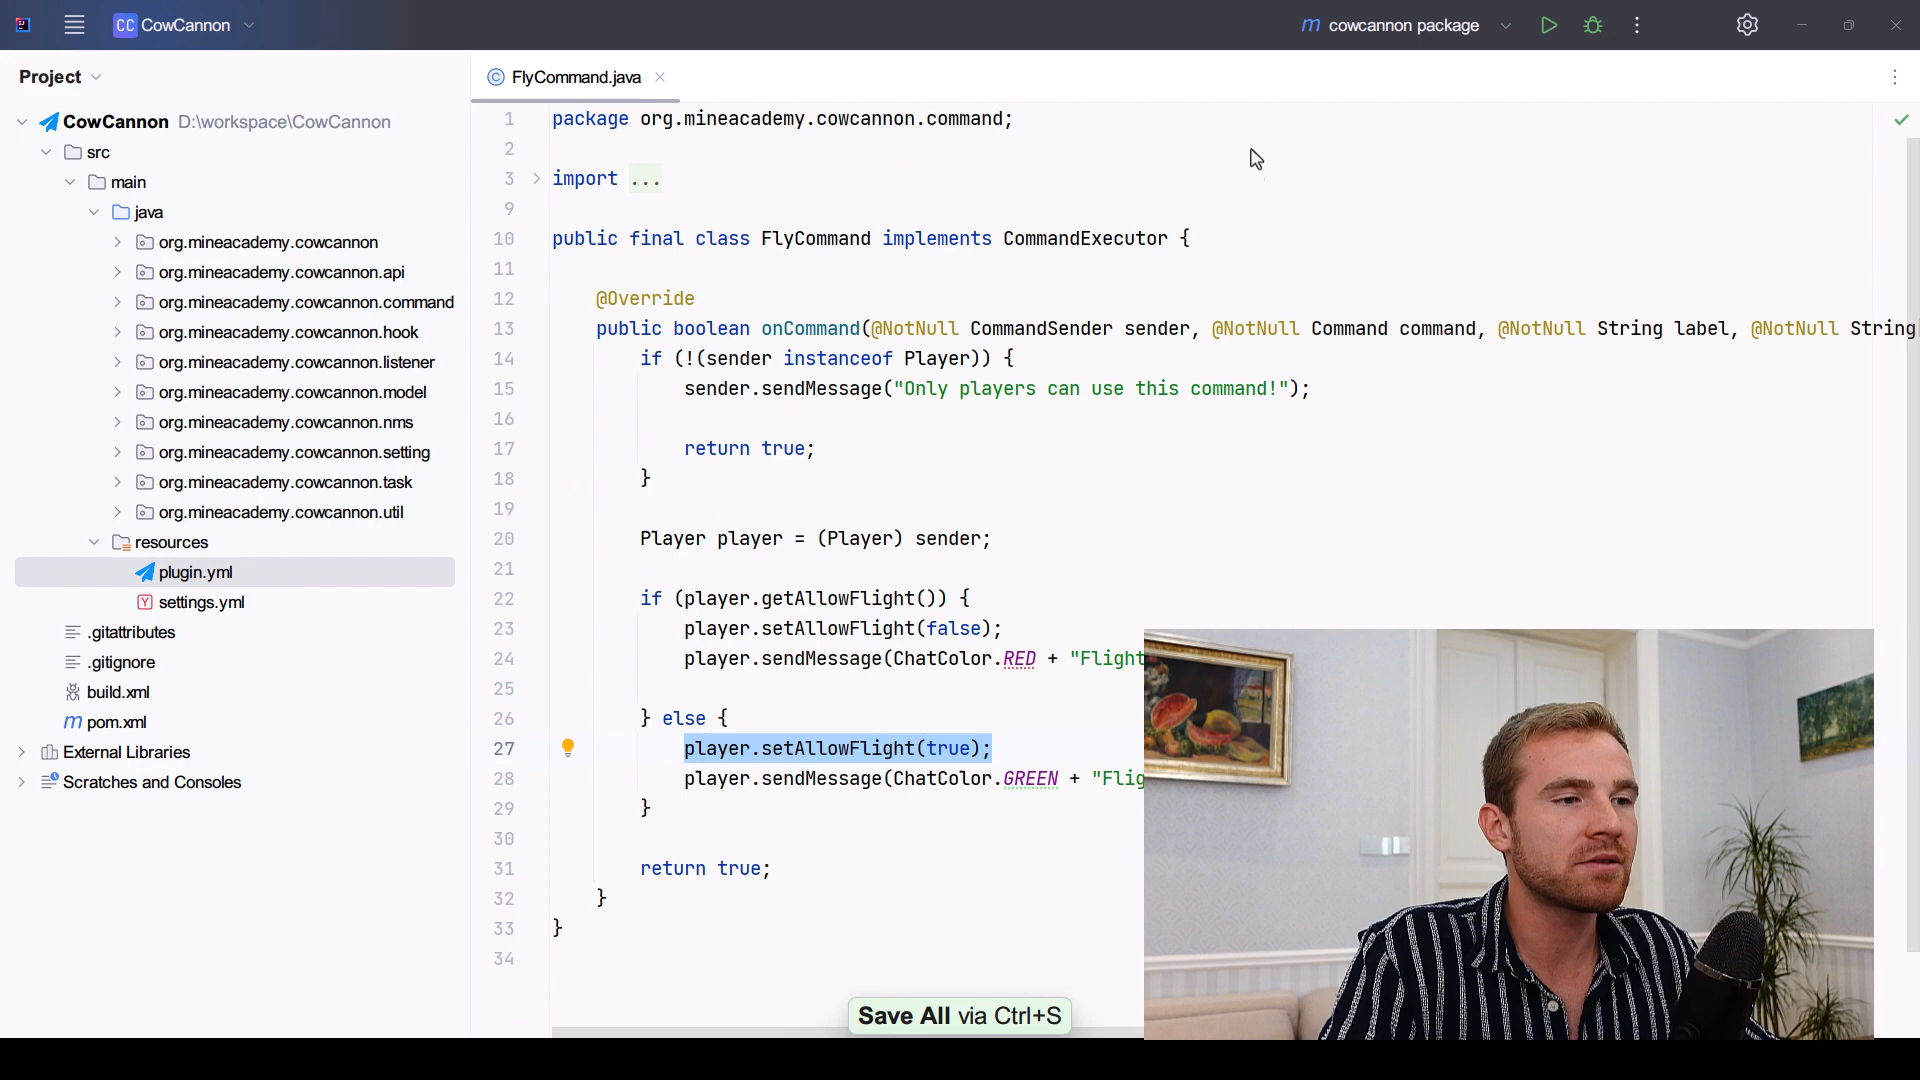 CC CowCannon
cowcannon package
Project
FlyCommand.java
CowCannon D:\workspace\CowCannon
src
main
java
org.mineacademy.cowcannon
org.mineacademy.cowcannon.api
org.mineacademy.cowcannon.command
org.mineacademy.cowcannon.hook
org.mineacademy.cowcannon.listener
org.mineacademy.cowcannon.model
org.mineacademy.cowcannon.nms
org.mineacademy.cowcannon.setting
org.mineacademy.cowcannon.task
org.mineacademy.cowcannon.util
resources
plugin.yml
settings.yml
.gitattributes
.gitignore
build.xml
pom.xml
External Libraries
Scratches and Consoles
1 package org.mineacademy.cowcannon.command;
2
3 import ...
9
10 public final class FlyCommand implements CommandExecutor {
11
12 @Override
13 public boolean onCommand(@NotNull CommandSender sender, @NotNull Command command, @NotNull String label, @NotNull String
14 if (!(sender instanceof Player)) {
15 sender.sendMessage("Only players can use this command!");
16
17 return true;
18 }
19
20 Player player = (Player) sender;
21
22 if (player.getAllowFlight()) {
23 player.setAllowFlight(false);
24 player.sendMessage(ChatColor.RED + "Flight
25
26 } else {
27 player.setAllowFlight(true);
28 player.sendMessage(ChatColor.GREEN + "Flig
29 }
30
31 return true;
32 }
33 }
34
Save All via Ctrl+S